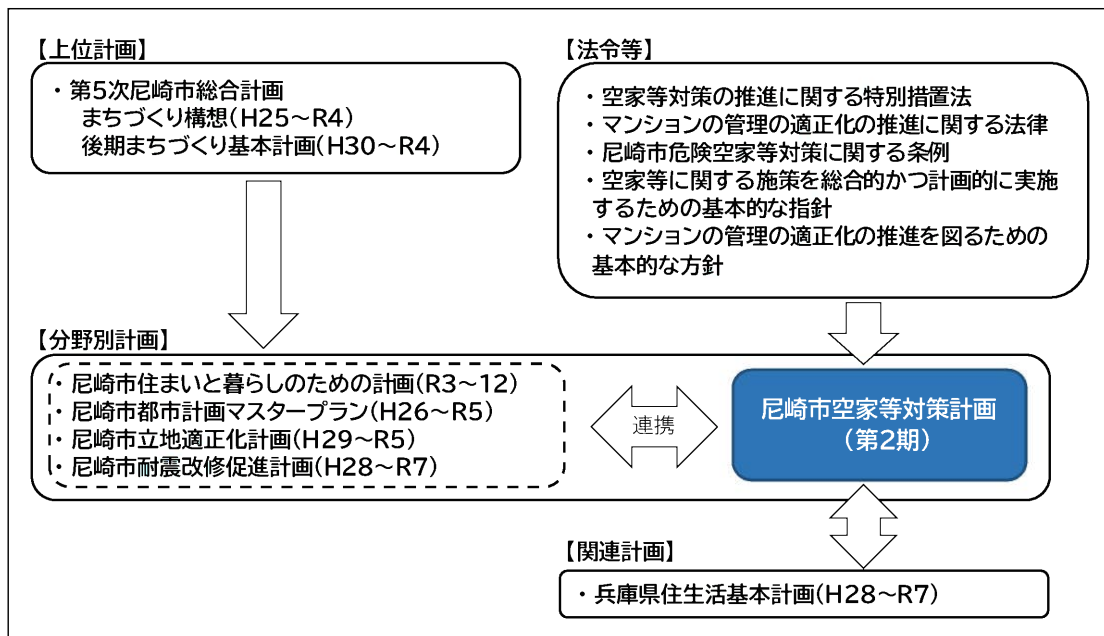 【上位計画】
・ 第5次尼崎市総合計画
まちづくり構想(H25~R4)
後期まちづくり基本計画(H30~R4)
【法令等】
・ 空家等対策の推進に関する特別措置法
・ マンションの管理の適正化の推進に関する法律
・ 尼崎市危険空家等対策に関する条例
・ 空家等に関する施策を総合的かつ計画的に実施
するための基本的な指針
・ マンションの管理の適正化の推進を図るための
基本的な方針
【分野別計画】
・ 尼崎市住まいと暮らしのための計画(R3~12)
・ 尼崎市都市計画マスタープラン(H26~R5)
・ 尼崎市立地適正化計画(H29~R5)
・ 尼崎市耐震改修促進計画(H28~R7)
連携
尼崎市空家等対策計画
(第2期)
【関連計画】
・ 兵庫県住生活基本計画(H28~R7)